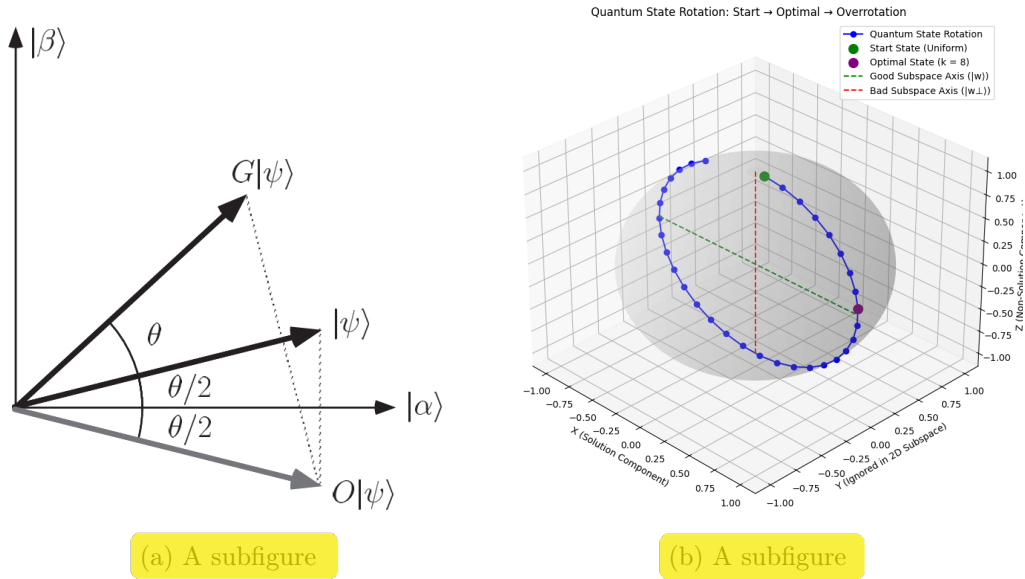 |β⟩
G|ψ⟩
θ
|ψ⟩
θ/2
|α⟩
θ/2
O|ψ⟩
(a) A subfigure
Quantum State Rotation: Start → Optimal → Overrotation
Quantum State Rotation
Start State (Uniform)
Optimal State (k = 8)
Good Subspace Axis (|w⟩)
Bad Subspace Axis (|w⊥⟩)
1.00
0.75
0.50
0.25
0.00
−0.25
−0.50
−0.75
−1.00
Z (Non-Solution Compone
−1.00
−0.75
−0.50
−0.25
0.00
0.25
0.50
0.75
1.00
X (Solution Component)
−1.00
−0.75
−0.50
−0.25
0.00
0.25
0.50
0.75
1.00
Y (Ignored in 2D Subspace)
(b) A subfigure